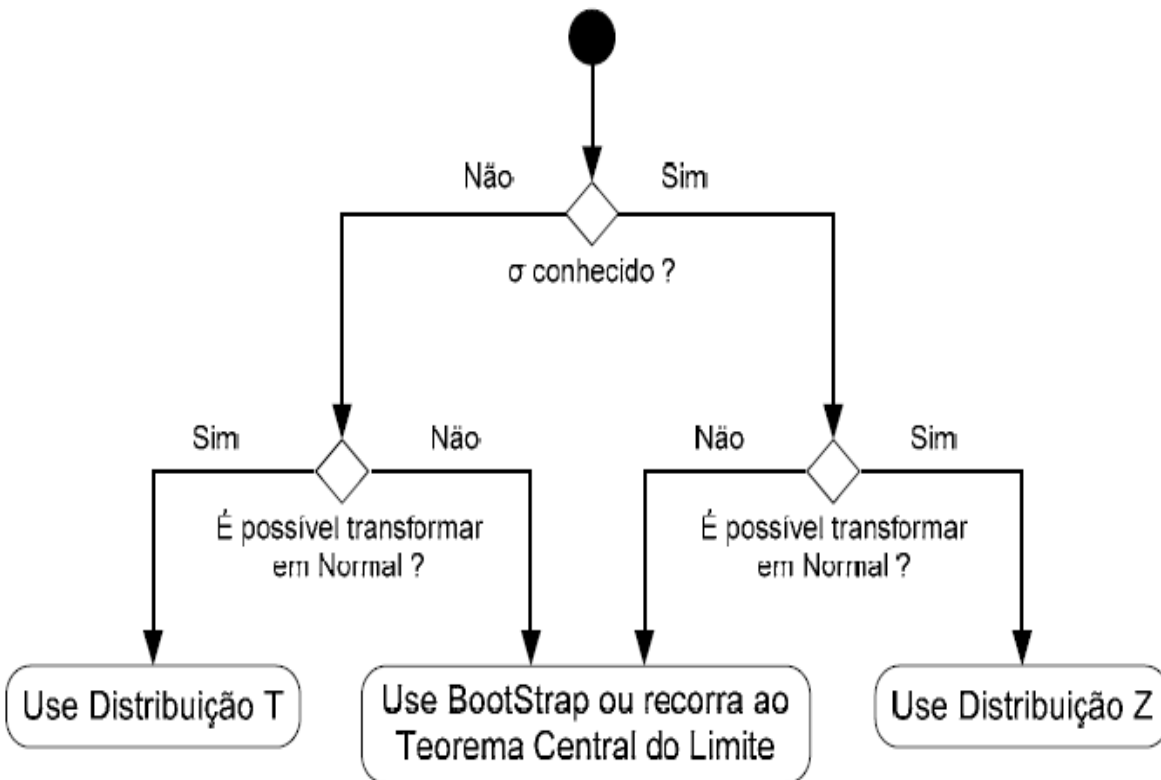 Não
Sim
σ conhecido ?
Sim
Não
Não
Sim
É possível transformar
em Normal ?
É possível transformar
em Normal ?
Use Distribuição T
Use BootStrap ou recorra ao
Teorema Central do Limite
Use Distribuição Z